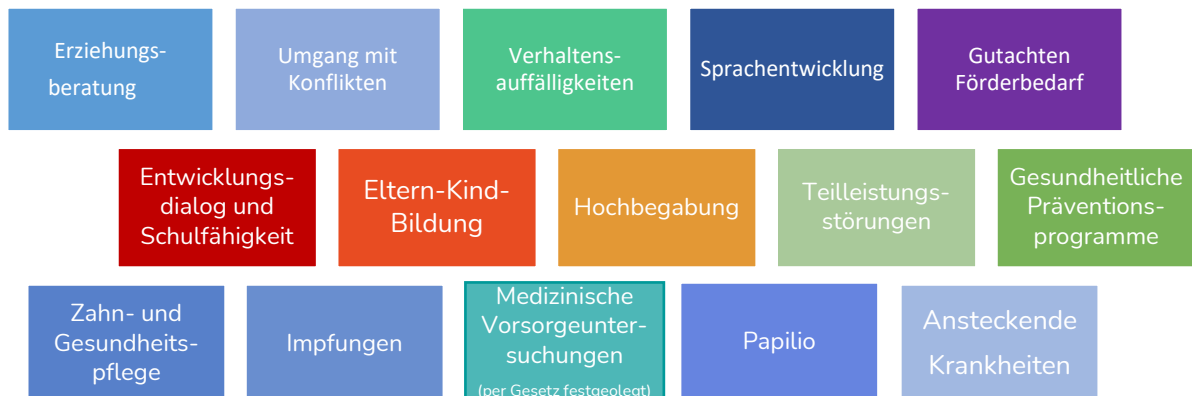 Erziehungs-
beratung
Umgang mit
Konflikten
Verhaltens-
auffälligkeiten
Sprachentwicklung
Gutachten
Förderbedarf
Entwicklungs-
dialog und
Schulfähigkeit
Eltern-Kind-
Bildung
Hochbegabung
Teilleistungs-
störungen
Gesundheitliche
Präventions-
programme
Zahn- und
Gesundheits-
pflege
Impfungen
Medizinische
Vorsorgeunter-
suchungen
(per Gesetz festgeolegt)
Papilio
Ansteckende
Krankheiten